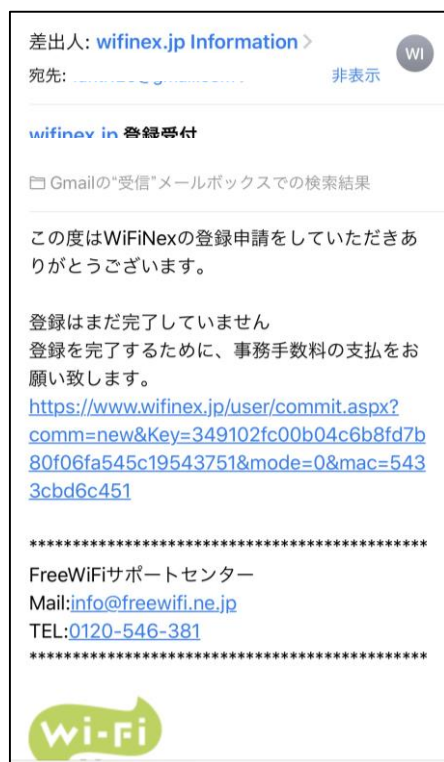 差出人: wifinex.jp Information >
WI
宛先:
非表示
wifinex.jp 登録受付
Gmailの“受信”メールボックスでの検索結果
この度はWiFiNexの登録申請をしていただきあ
りがとうございます。
登録はまだ完了していません
登録を完了するために、事務手数料の支払をお
願い致します。
https://www.wifinex.jp/user/commit.aspx?
comm=new&Key=349102fc00b04c6b8fd7b
80f06fa545c19543751&mode=0&mac=543
3cbd6c451
**********************************************
FreeWiFiサポートセンター
Mail:info@freewifi.ne.jp
TEL:0120-546-381
**********************************************
Wi-Fi